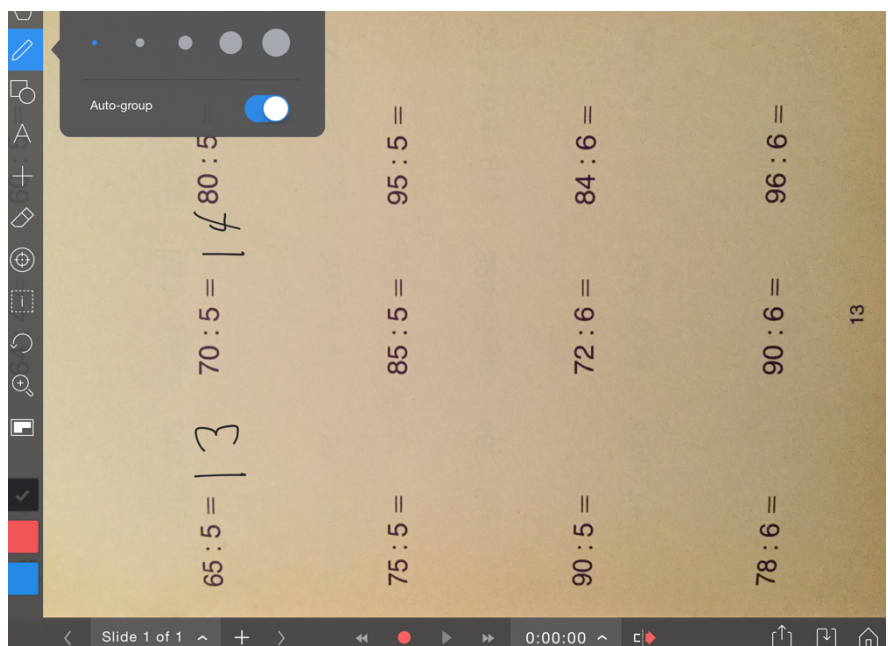 Auto-group
65 : 5 = 13 70 : 5 = 14 80 : 5 =
75 : 5 = 85 : 5 = 95 : 5 =
90 : 5 = 72 : 6 = 84 : 6 =
78 : 6 = 90 : 6 = 96 : 6 =
13
Slide 1 of 1 0:00:00